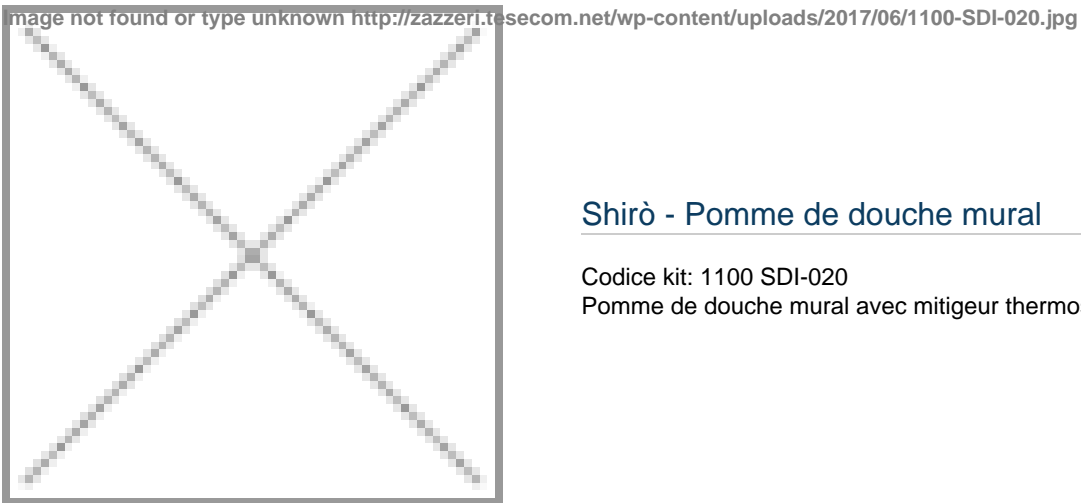 Image not found or type unknown http://zazzeri.tesecom.net/wp-content/uploads/2017/06/1100-SDI-020.jpg
Shirò - Pomme de douche mural
Codice kit: 1100 SDI-020
Pomme de douche mural avec mitigeur